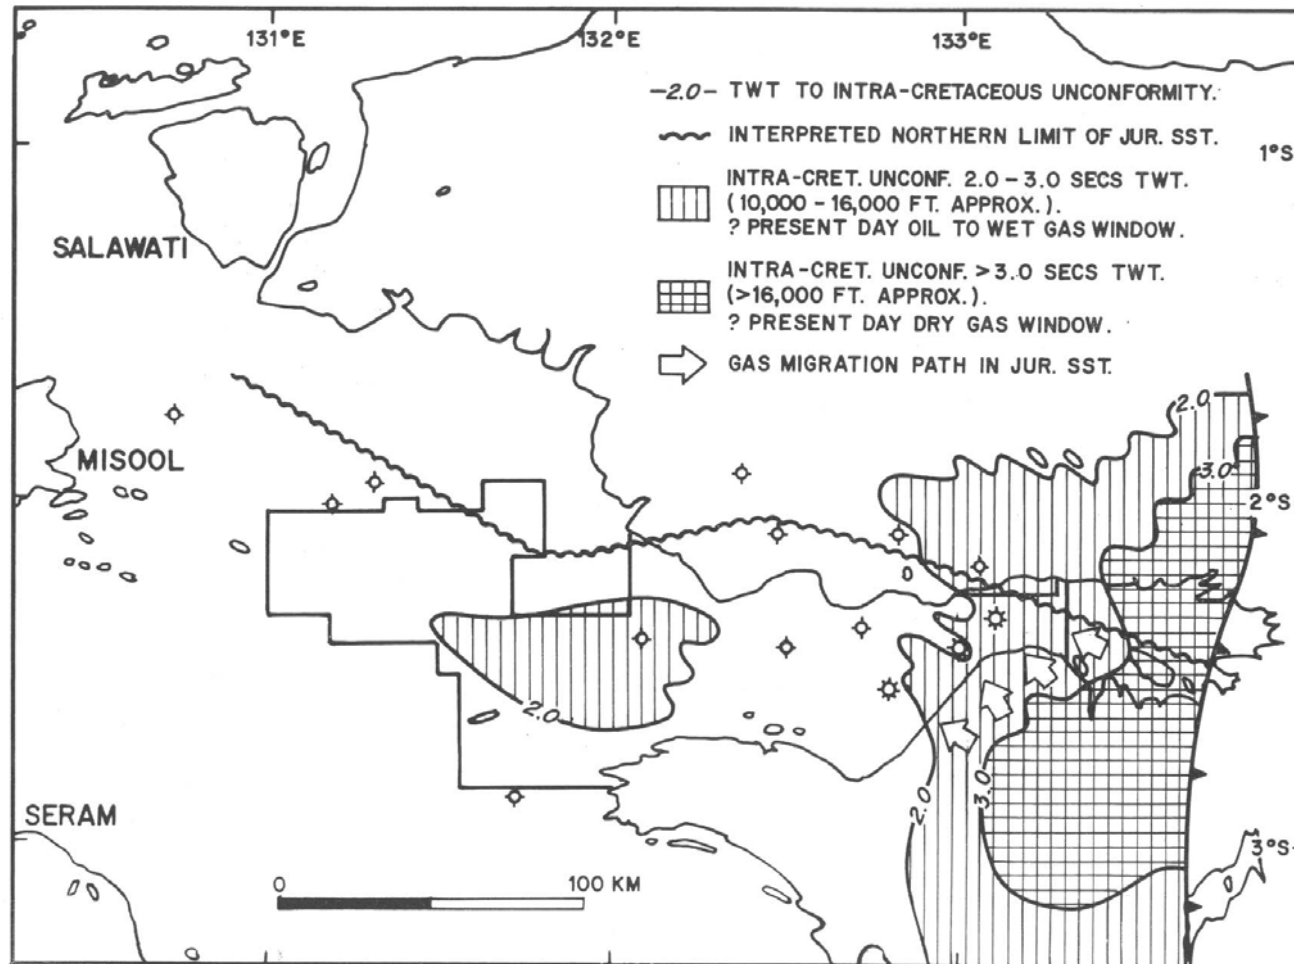 131°E
132°E
133°E
–2.0– TWT TO INTRA-CRETACEOUS UNCONFORMITY.
INTERPRETED NORTHERN LIMIT OF JUR. SST.
1°S
INTRA-CRET. UNCONF. 2.0 – 3.0 SECS TWT.
(10,000 – 16,000 FT. APPROX.).
? PRESENT DAY OIL TO WET GAS WINDOW.
SALAWATI
INTRA-CRET. UNCONF. >3.0 SECS TWT.
(>16,000 FT. APPROX.).
? PRESENT DAY DRY GAS WINDOW.
GAS MIGRATION PATH IN JUR. SST.
2.0
MISOOL
3.0
2°S
2.0
3.0
2.0
SERAM
3°S
0
100 KM